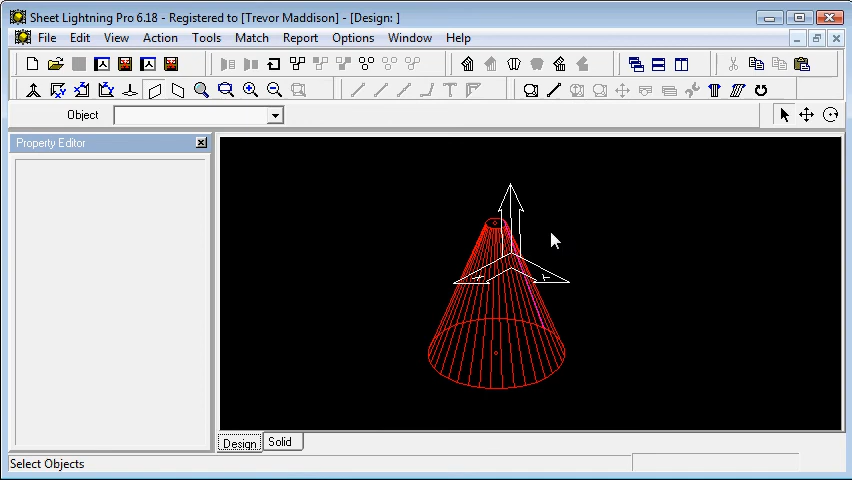 Sheet Lightning Pro 6.18 - Registered to [Trevor Maddison] - [Design: ]
File Edit View Action Tools Match Report Options Window Help
Object
Property Editor
Design Solid
Select Objects